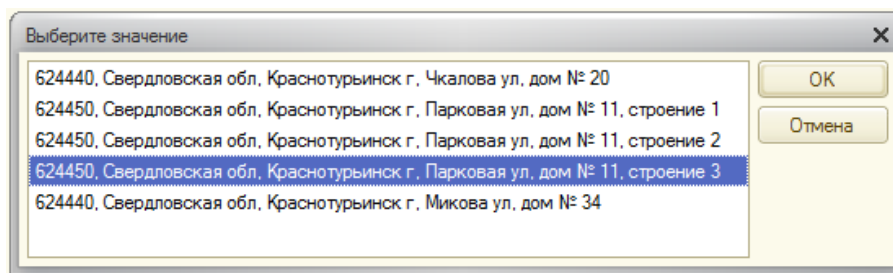 Выберите значение
624440, Свердловская обл, Краснотурьинск г, Чкалова ул, дом № 20
624450, Свердловская обл, Краснотурьинск г, Парковая ул, дом № 11, строение 1
624450, Свердловская обл, Краснотурьинск г, Парковая ул, дом № 11, строение 2
624450, Свердловская обл, Краснотурьинск г, Парковая ул, дом № 11, строение 3
624440, Свердловская обл, Краснотурьинск г, Микова ул, дом № 34
OK
Отмена